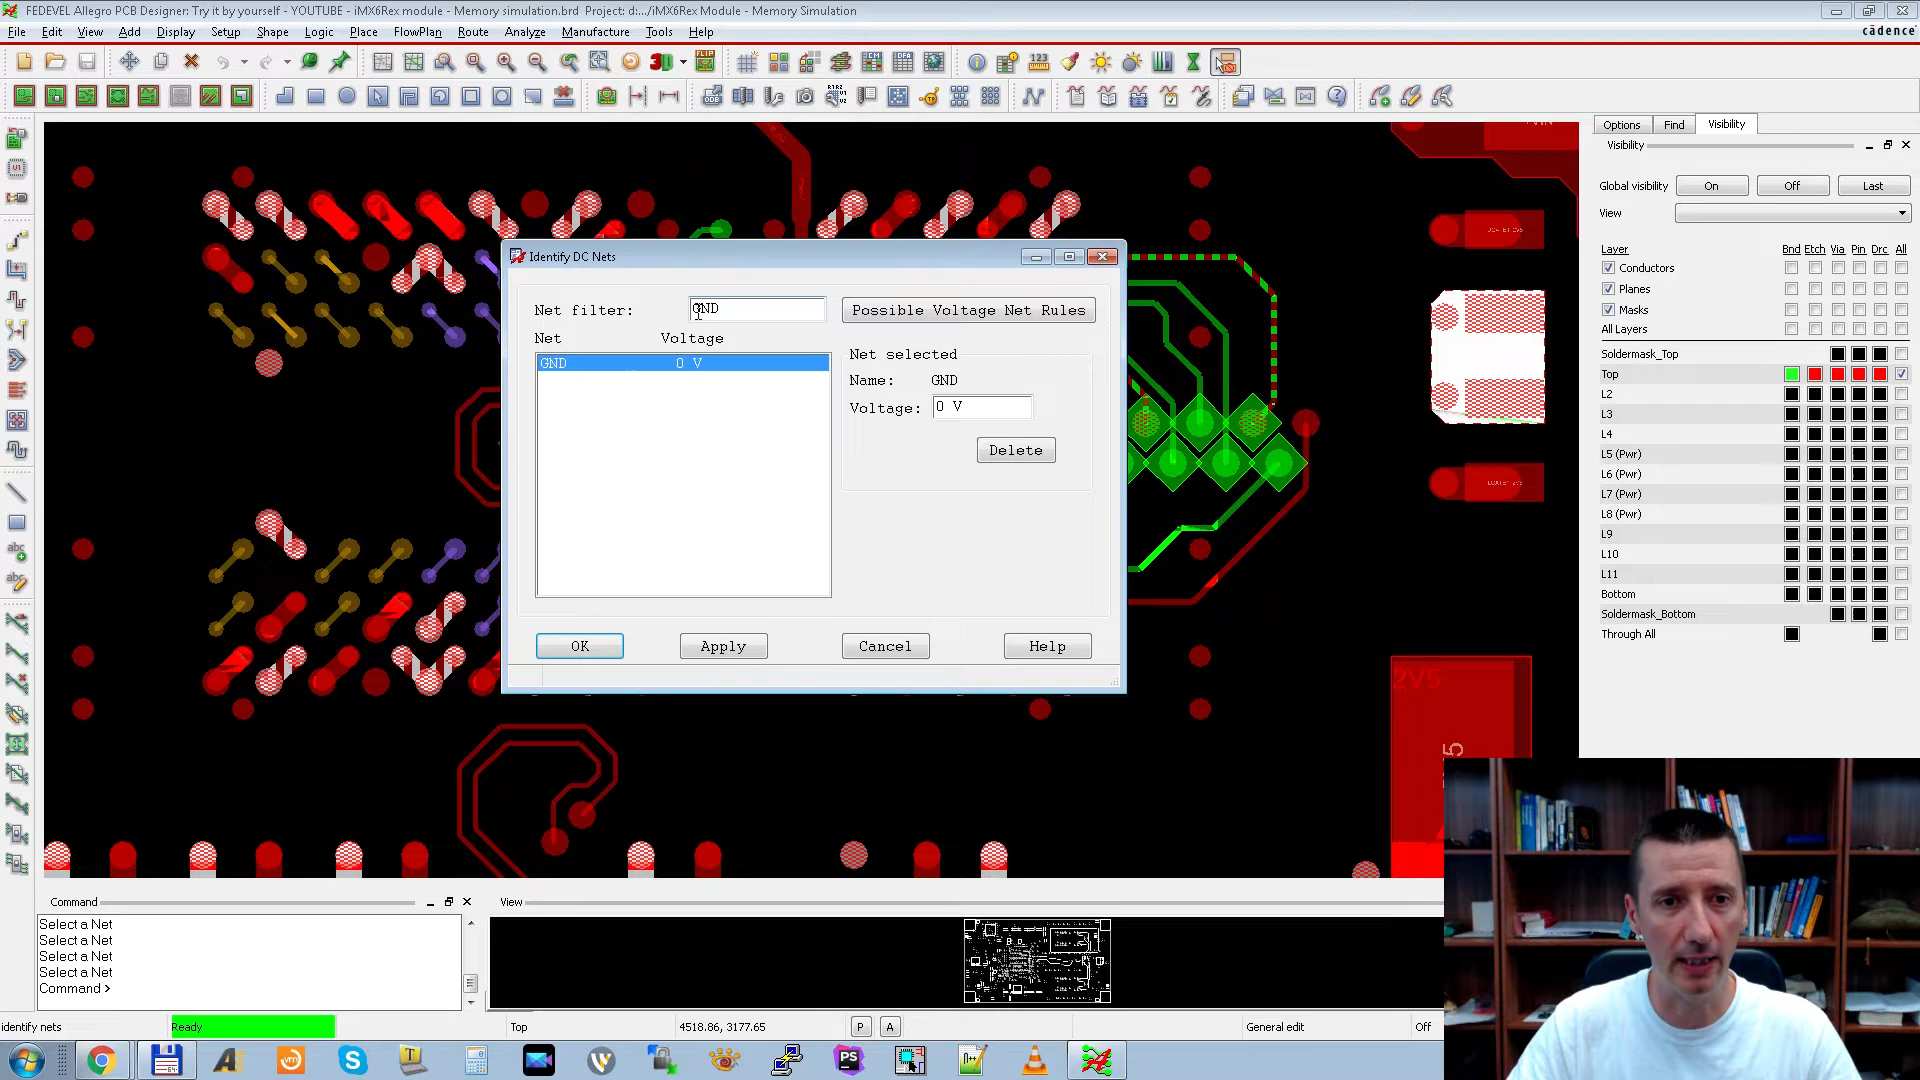 FEDEVEL Allegro PCB Designer: Try it by yourself - YOUTUBE - iMX6Rex module - Memory simulation.brd Project: d:.../iMX6Rex Module - Memory Simulation
File Edit View Add Display Setup Shape Logic Place FlowPlan Route Analyze Manufacture Tools Help
cādence
Options Find Visibility
Visibility
Global visibility On Off Last
View
Layer Bnd Etch Via Pin Drc All
Conductors
Planes
Masks
All Layers
Soldermask_Top
Top
L2
L3
L4
L5 (Pwr)
L6 (Pwr)
L7 (Pwr)
L8 (Pwr)
L9
L10
L11
Bottom
Soldermask_Bottom
Through All
Identify DC Nets
Net filter: GND Possible Voltage Net Rules
Net Voltage
GND 0 V
Net selected
Name: GND
Voltage: 0 V
Delete
OK Apply Cancel Help
2V5
5
Command
Select a Net
Select a Net
Select a Net
Select a Net
Command >
View
identify nets Ready Top 4518.86, 3177.65 P A General edit Off